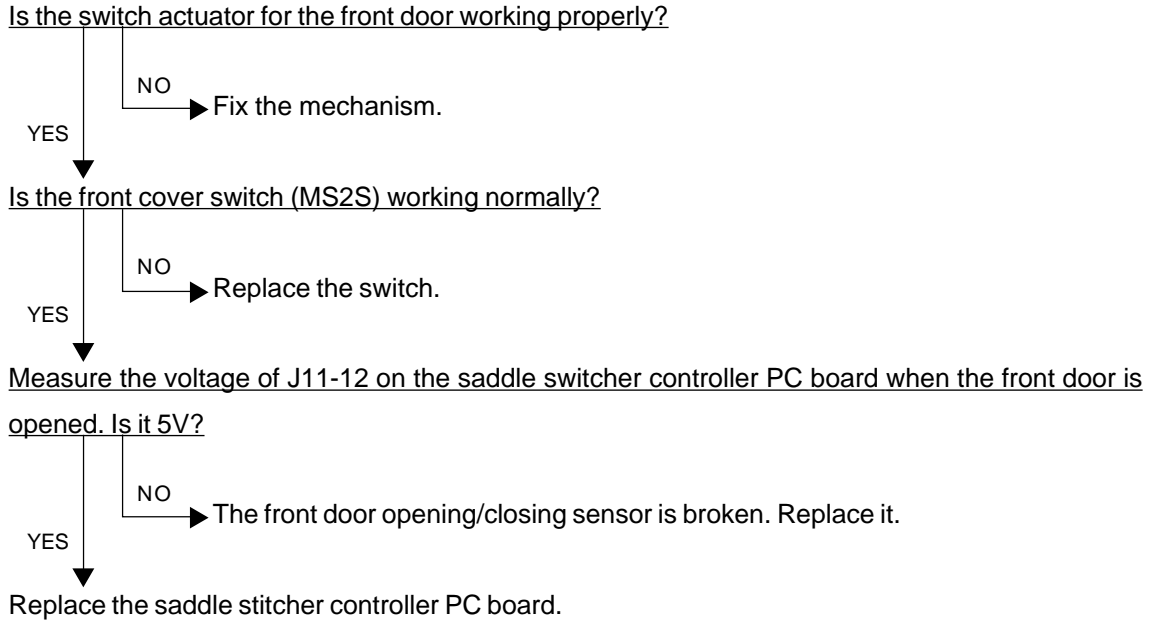 Is the switch actuator for the front door working properly?
NO
Fix the mechanism.
YES
Is the front cover switch (MS2S) working normally?
NO
Replace the switch.
YES
Measure the voltage of J11-12 on the saddle switcher controller PC board when the front door is
opened. Is it 5V?
NO
The front door opening/closing sensor is broken. Replace it.
YES
Replace the saddle stitcher controller PC board.